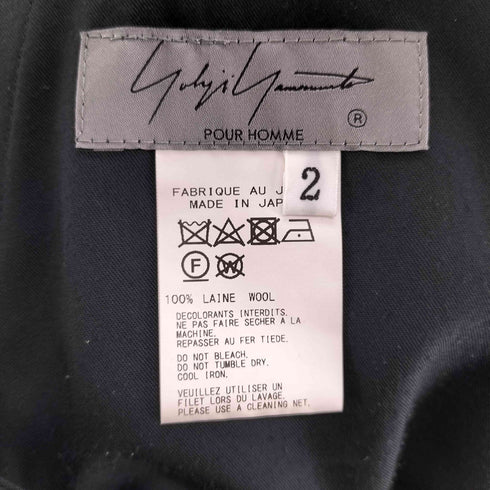 Yohji Yamamoto
®
POUR HOMME
2
FABRIQUE AU J
MADE IN JAP
F W
100% LAINE WOOL
DECOLORANTS INTERDITS.
NE PAS FAIRE SECHER A LA
MACHINE.
REPASSER AU FER TIEDE.
DO NOT BLEACH.
DO NOT TUMBLE DRY.
COOL IRON.
VEUILLEZ UTILISER UN
FILET LORS DU LAVAGE.
PLEASE USE A CLEANING NET.